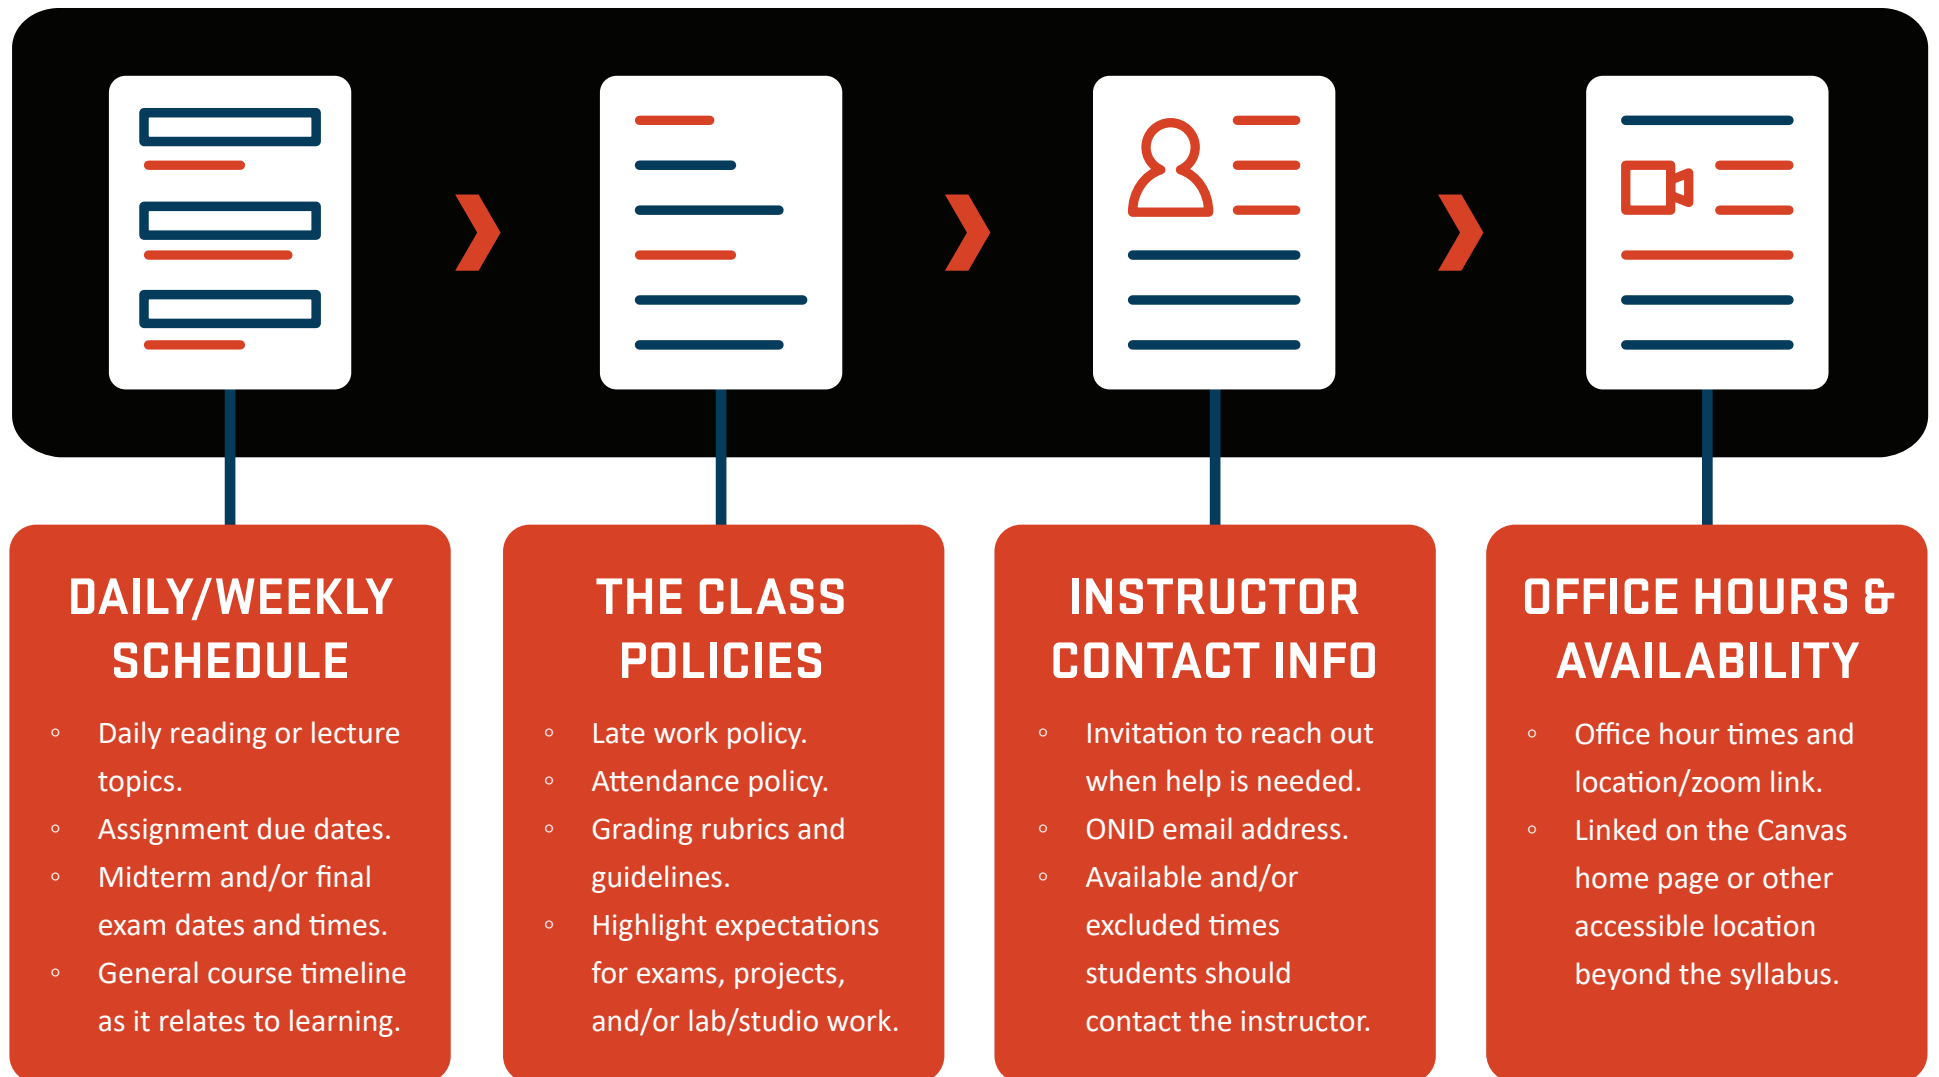 DAILY/WEEKLY
SCHEDULE
◦ Daily reading or lecture
topics.
◦ Assignment due dates.
◦ Midterm and/or final
exam dates and times.
◦ General course timeline
as it relates to learning.
THE CLASS
POLICIES
◦ Late work policy.
◦ Attendance policy.
◦ Grading rubrics and
guidelines.
◦ Highlight expectations
for exams, projects,
and/or lab/studio work.
INSTRUCTOR
CONTACT INFO
◦ Invitation to reach out
when help is needed.
◦ ONID email address.
◦ Available and/or
excluded times
students should
contact the instructor.
OFFICE HOURS &
AVAILABILITY
◦ Office hour times and
location/zoom link.
◦ Linked on the Canvas
home page or other
accessible location
beyond the syllabus.